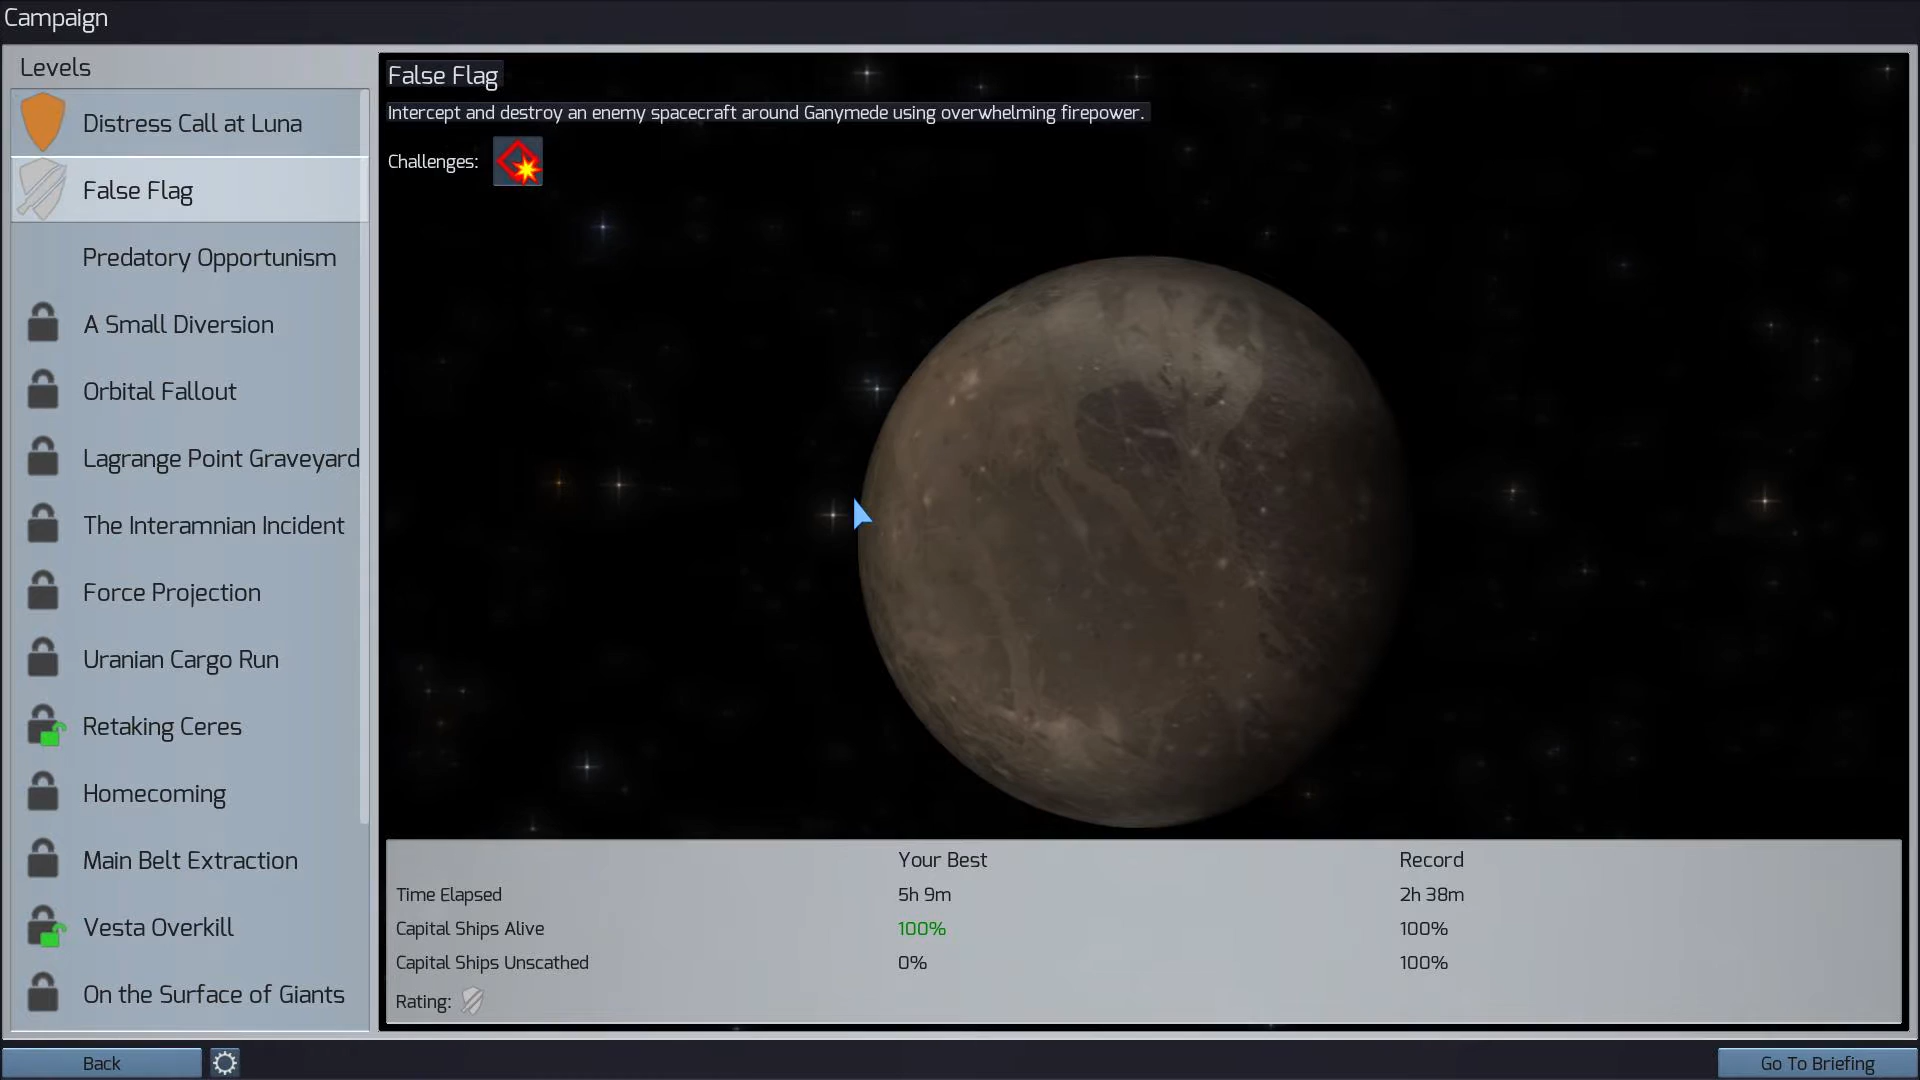 Campaign
Levels
Distress Call at Luna
False Flag
Predatory Opportunism
A Small Diversion
Orbital Fallout
Lagrange Point Graveyard
The Interamnian Incident
Force Projection
Uranian Cargo Run
Retaking Ceres
Homecoming
Main Belt Extraction
Vesta Overkill
On the Surface of Giants
False Flag
Intercept and destroy an enemy spacecraft around Ganymede using overwhelming firepower.
Challenges:
Your Best Record
Time Elapsed 5h 9m 2h 38m
Capital Ships Alive 100% 100%
Capital Ships Unscathed 0% 100%
Rating:
Back
Go To Briefing